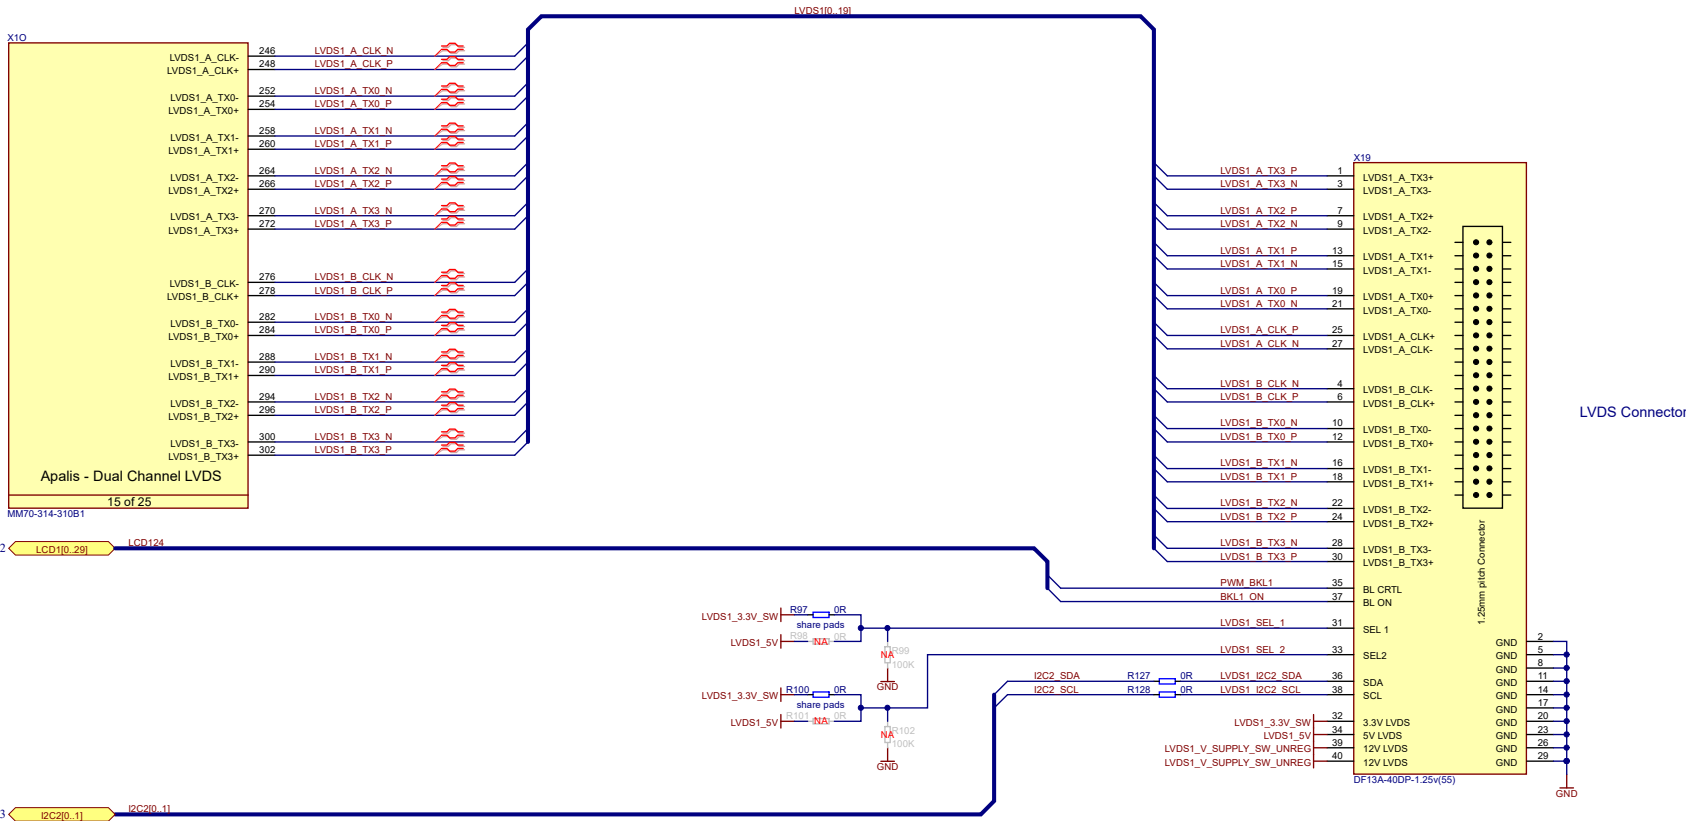 LVDS1[0..19]
X1O
LVDS1_A_CLK- 246 LVDS1_A_CLK_N
LVDS1_A_CLK+ 248 LVDS1_A_CLK_P
LVDS1_A_TX0- 252 LVDS1_A_TX0_N
LVDS1_A_TX0+ 254 LVDS1_A_TX0_P
LVDS1_A_TX1- 258 LVDS1_A_TX1_N
LVDS1_A_TX1+ 260 LVDS1_A_TX1_P
LVDS1_A_TX2- 264 LVDS1_A_TX2_N
LVDS1_A_TX2+ 266 LVDS1_A_TX2_P
LVDS1_A_TX3- 270 LVDS1_A_TX3_N
LVDS1_A_TX3+ 272 LVDS1_A_TX3_P
LVDS1_B_CLK- 276 LVDS1_B_CLK_N
LVDS1_B_CLK+ 278 LVDS1_B_CLK_P
LVDS1_B_TX0- 282 LVDS1_B_TX0_N
LVDS1_B_TX0+ 284 LVDS1_B_TX0_P
LVDS1_B_TX1- 288 LVDS1_B_TX1_N
LVDS1_B_TX1+ 290 LVDS1_B_TX1_P
LVDS1_B_TX2- 294 LVDS1_B_TX2_N
LVDS1_B_TX2+ 296 LVDS1_B_TX2_P
LVDS1_B_TX3- 300 LVDS1_B_TX3_N
LVDS1_B_TX3+ 302 LVDS1_B_TX3_P
Apalis - Dual Channel LVDS
15 of 25
MM70-314-310B1
2 LCD1[0..29] LCD124
3 I2C2[0..1] I2C2[0..1]
LVDS1_3.3V_SW R97 0R
share pads
LVDS1_5V R98 NA 0R
R99
NA
100K
GND
LVDS1_3.3V_SW R100 0R
share pads
LVDS1_5V R101 NA 0R
R102
NA
100K
GND
I2C2_SDA R127 0R
I2C2_SCL R128 0R
X19
LVDS1_A_TX3_P 1 LVDS1_A_TX3+
LVDS1_A_TX3_N 3 LVDS1_A_TX3-
LVDS1_A_TX2_P 7 LVDS1_A_TX2+
LVDS1_A_TX2_N 9 LVDS1_A_TX2-
LVDS1_A_TX1_P 13 LVDS1_A_TX1+
LVDS1_A_TX1_N 15 LVDS1_A_TX1-
LVDS1_A_TX0_P 19 LVDS1_A_TX0+
LVDS1_A_TX0_N 21 LVDS1_A_TX0-
LVDS1_A_CLK_P 25 LVDS1_A_CLK+
LVDS1_A_CLK_N 27 LVDS1_A_CLK-
LVDS1_B_CLK_N 4 LVDS1_B_CLK-
LVDS1_B_CLK_P 6 LVDS1_B_CLK+
LVDS1_B_TX0_N 10 LVDS1_B_TX0-
LVDS1_B_TX0_P 12 LVDS1_B_TX0+
LVDS1_B_TX1_N 16 LVDS1_B_TX1-
LVDS1_B_TX1_P 18 LVDS1_B_TX1+
LVDS1_B_TX2_N 22 LVDS1_B_TX2-
LVDS1_B_TX2_P 24 LVDS1_B_TX2+
LVDS1_B_TX3_N 28 LVDS1_B_TX3-
LVDS1_B_TX3_P 30 LVDS1_B_TX3+
PWM_BKL1 35 BL CRTL
BKL1_ON 37 BL ON
LVDS1_SEL_1 31 SEL 1
LVDS1_SEL_2 33 SEL2
LVDS1_I2C2_SDA 36 SDA
LVDS1_I2C2_SCL 38 SCL
LVDS1_3.3V_SW 32 3.3V LVDS
LVDS1_5V 34 5V LVDS
LVDS1_V_SUPPLY_SW_UNREG 39 12V LVDS
LVDS1_V_SUPPLY_SW_UNREG 40 12V LVDS
1.25mm pitch Connector
GND 2
GND 5
GND 8
GND 11
GND 14
GND 17
GND 20
GND 23
GND 26
GND 29
GND
DF13A-40DP-1.25v(55)
LVDS Connector